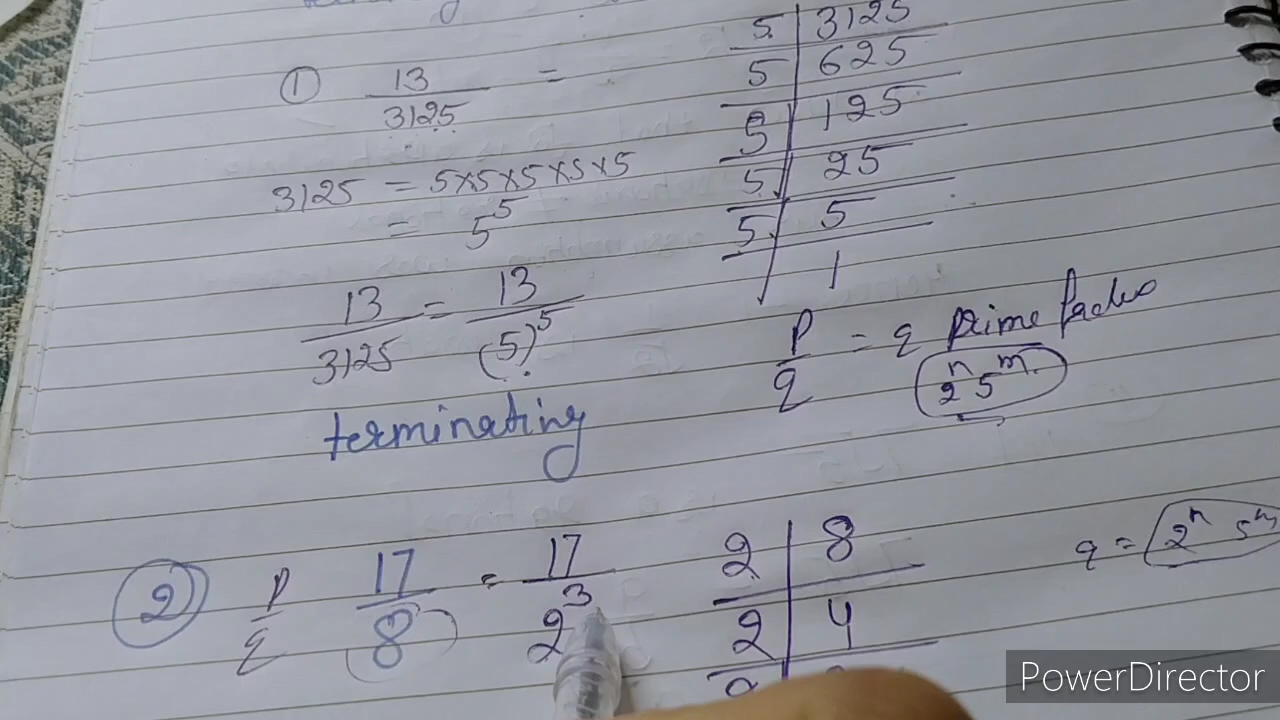 ① 13/3125 =
3125 = 5×5×5×5×5
= 5^5
13/3125 = 13/(5)^5
terminating
5 | 3125
5 | 625
5 | 125
5 | 25
5 | 5
1
p/q = q prime
2^n 5^m
② p/q 17/8 = 17/2^3
2 | 8
2 | 4
q = 2^n 5^m
PowerDirector